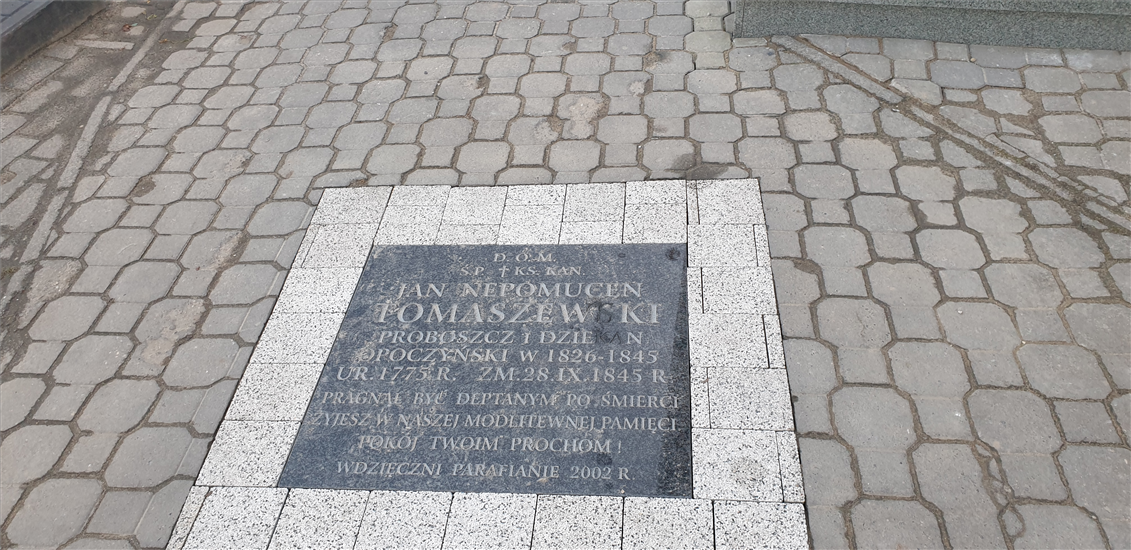 D.O.M.
Ś.P. † KS. KAN.
JAN NEPOMUCEN
TOMASZEWSKI
PROBOSZCZ I DZIEKAN
OPOCZYŃSKI W 1826-1845
UR. 1775 R. ZM. 28.IX.1845 R
PRAGNĄŁ BYĆ DEPTANYM PO ŚMIERCI
ŻYJESZ W NASZEJ MODLITEWNEJ PAMIĘCI
POKÓJ TWOIM PROCHOM!
WDZIĘCZNI PARAFIANIE 2002 R.